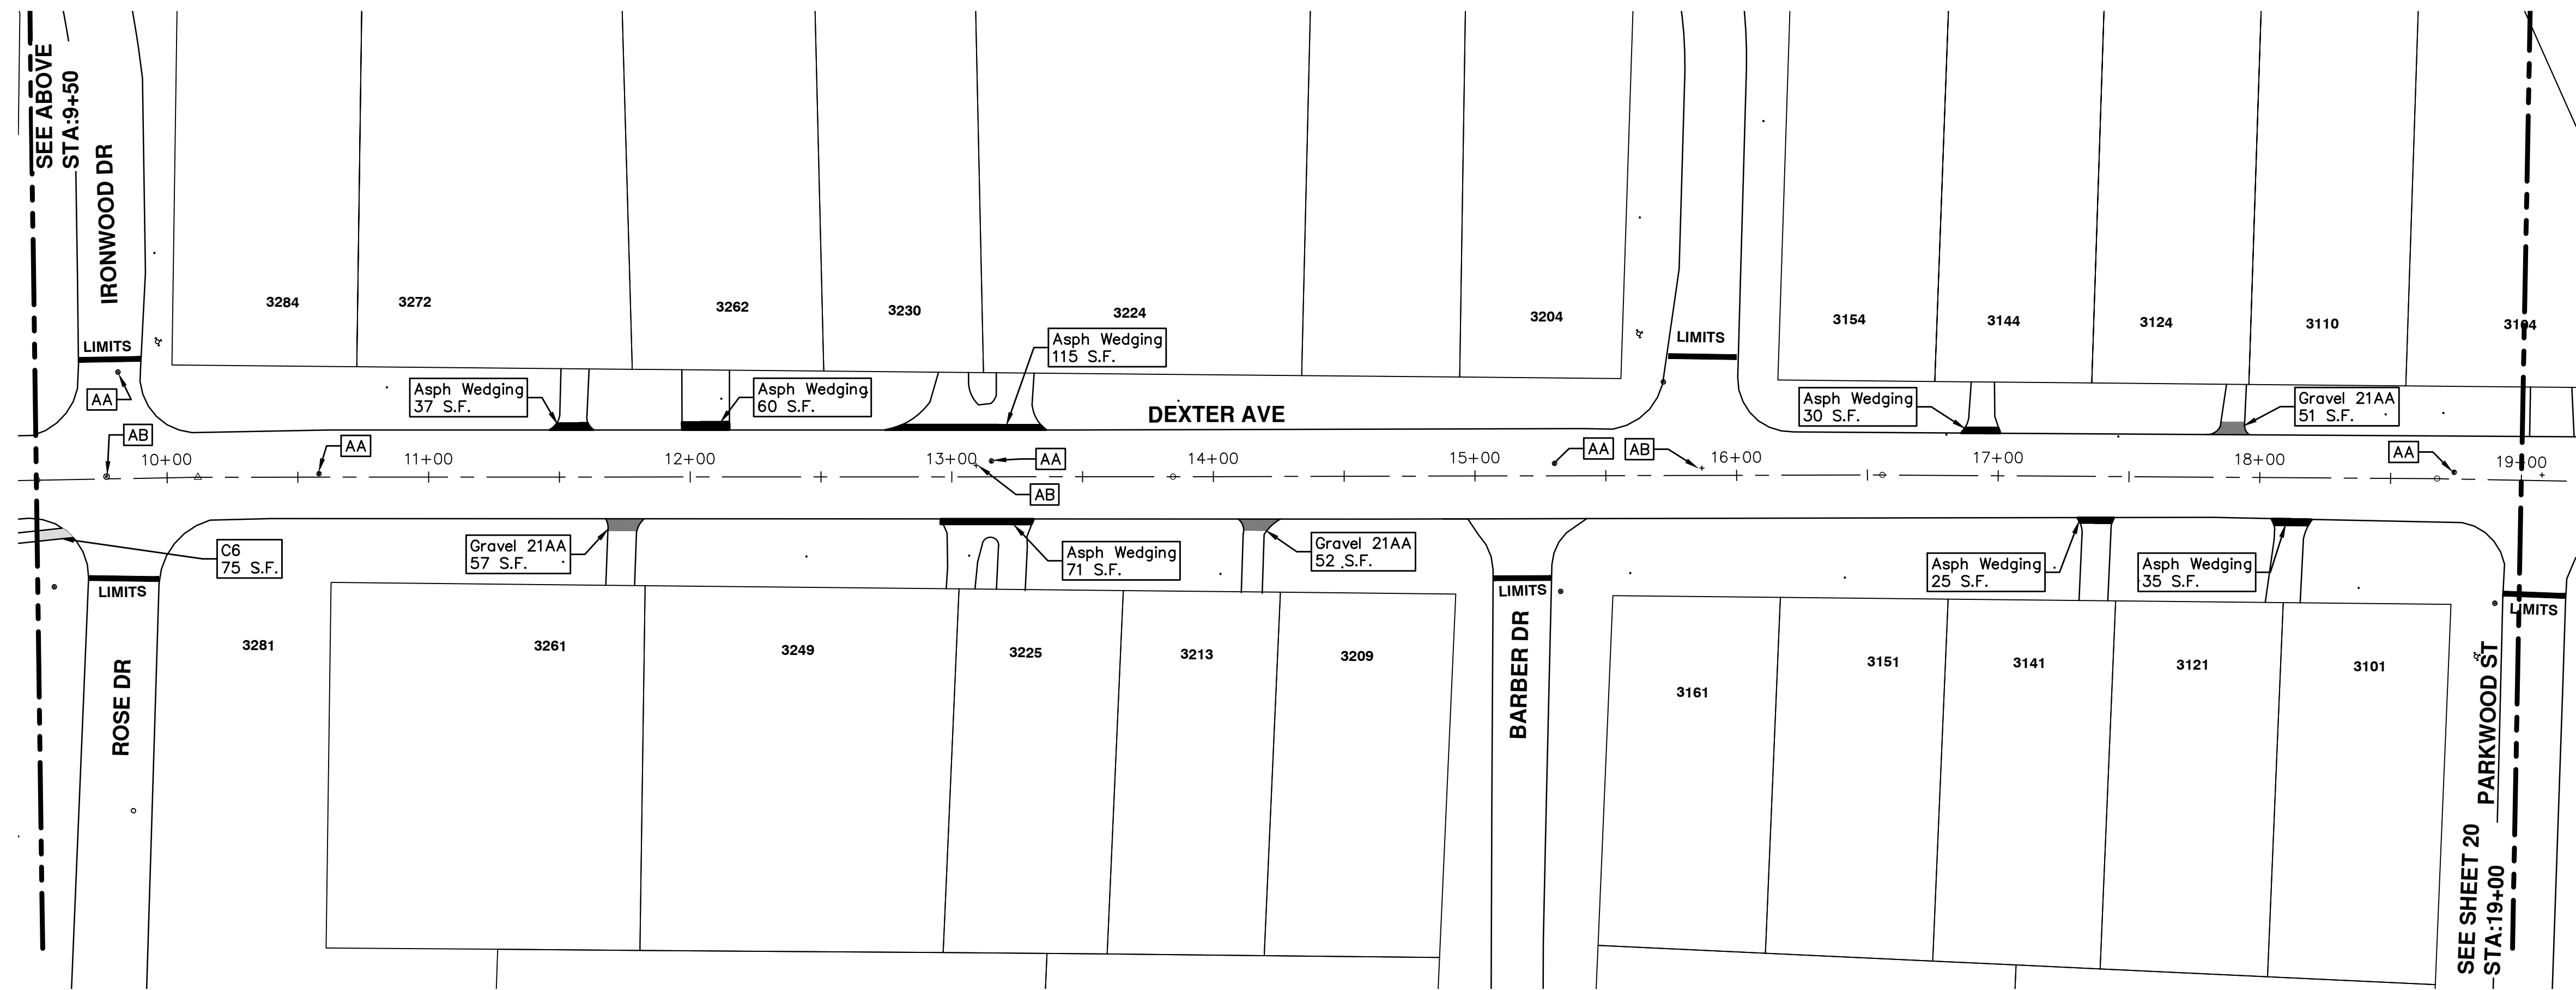 SEE ABOVE
STA:9+50
IRONWOOD DR
LIMITS
AA
AB
3284
3272
3262
3230
3224
3204
LIMITS
3154
3144
3124
3110
3104
Asph Wedging
37 S.F.
Asph Wedging
60 S.F.
Asph Wedging
115 S.F.
DEXTER AVE
Asph Wedging
30 S.F.
Gravel 21AA
51 S.F.
AA
AA
AB
AA
AB
AA
10+00
11+00
12+00
13+00
14+00
15+00
16+00
17+00
18+00
19+00
C6
75 S.F.
Gravel 21AA
57 S.F.
Asph Wedging
71 S.F.
Gravel 21AA
52 S.F.
Asph Wedging
25 S.F.
Asph Wedging
35 S.F.
LIMITS
LIMITS
LIMITS
3281
3261
3249
3225
3213
3209
3161
3151
3141
3121
3101
ROSE DR
BARBER DR
PARKWOOD ST
SEE SHEET 20
STA:19+00